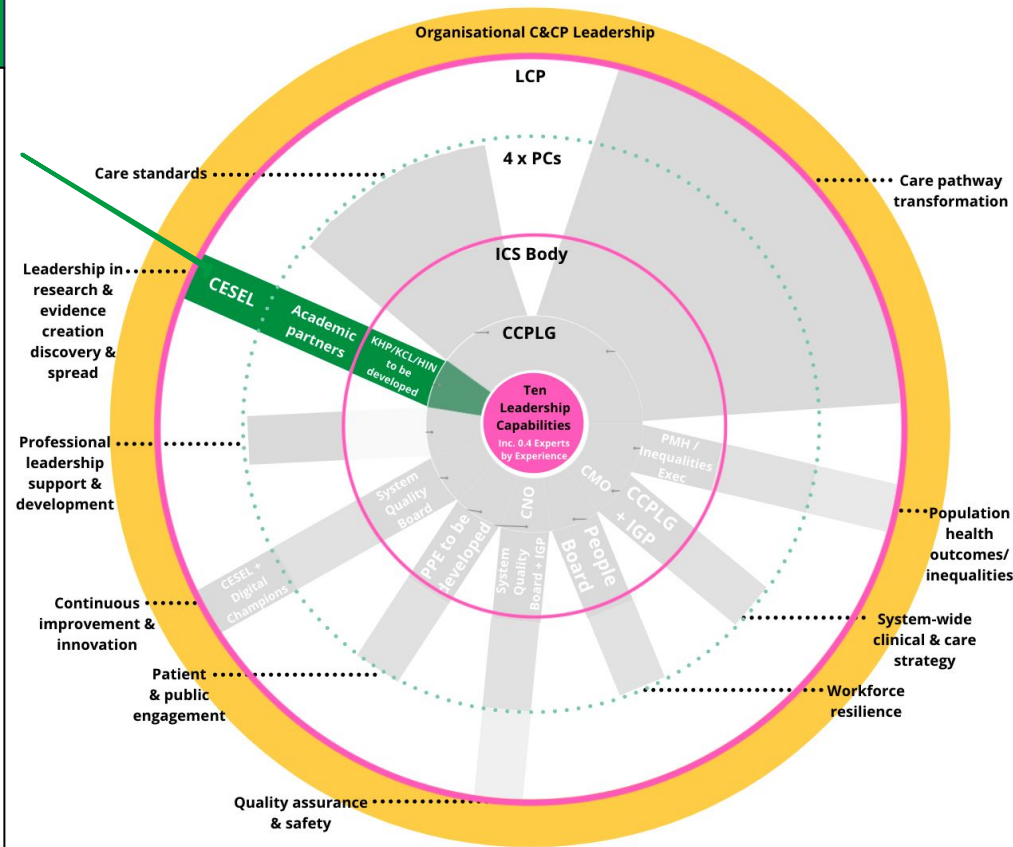 Organisational C&CP Leadership
LCP
4 x PCs
ICS Body
CCPLG
Ten
Leadership
Capabilities
Inc. 0.4 Experts
by Experience
Care standards
Care pathway
transformation
Leadership in
research &
evidence
creation
discovery &
spread
CESEL
Academic
partners
KHP/KCL/HIN
to be
developed
Professional
leadership
support &
development
PMH /
Inequalities
Exec
Population
health
outcomes/
inequalities
CMO
CCPLG
+ IGP
System-wide
clinical & care
strategy
People
Board
Workforce
resilience
CNO
System
Quality
Board + IGP
Quality assurance
& safety
PPE to be
developed
Patient
& public
engagement
System
Quality
Board
CESEL +
Digital
Champions
Continuous
improvement &
innovation